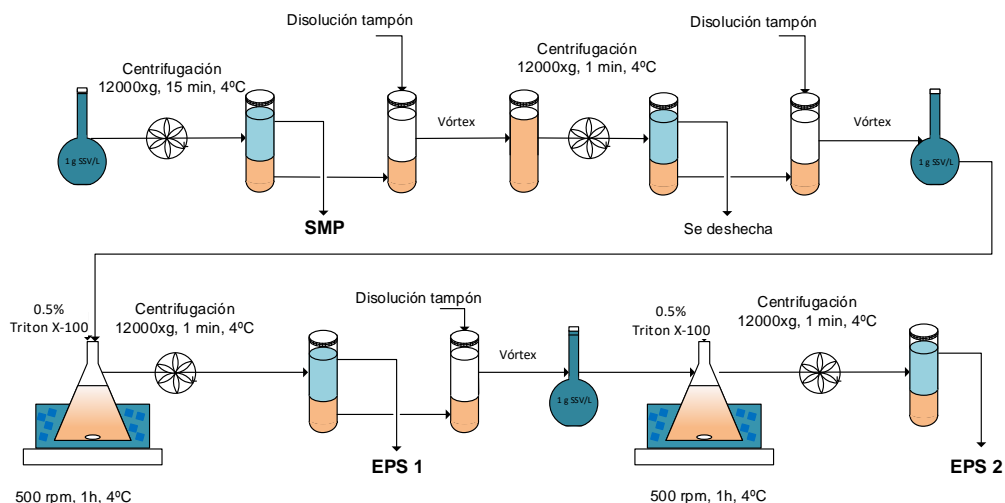 Disolución tampón
Disolución tampón
Centrifugación
12000xg, 15 min, 4ºC
Centrifugación
12000xg, 1 min, 4ºC
Vórtex
Vórtex
1 g SSV/L
1 g SSV/L
SMP
Se deshecha
0.5%
Triton X-100
Centrifugación
12000xg, 1 min, 4ºC
Disolución tampón
0.5%
Triton X-100
Centrifugación
12000xg, 1 min, 4ºC
Vórtex
1 g SSV/L
EPS 1
EPS 2
500 rpm, 1h, 4ºC
500 rpm, 1h, 4ºC